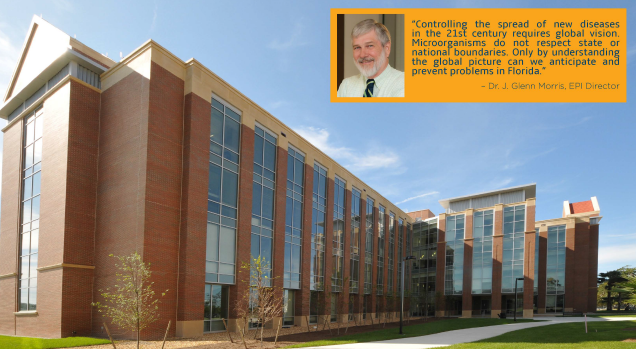 "Controlling the spread of new diseases
in the 21st century requires global vision.
Microorganisms do not respect state or
national boundaries. Only by understanding
the global picture can we anticipate and
prevent problems in Florida."
– Dr. J. Glenn Morris, EPI Director